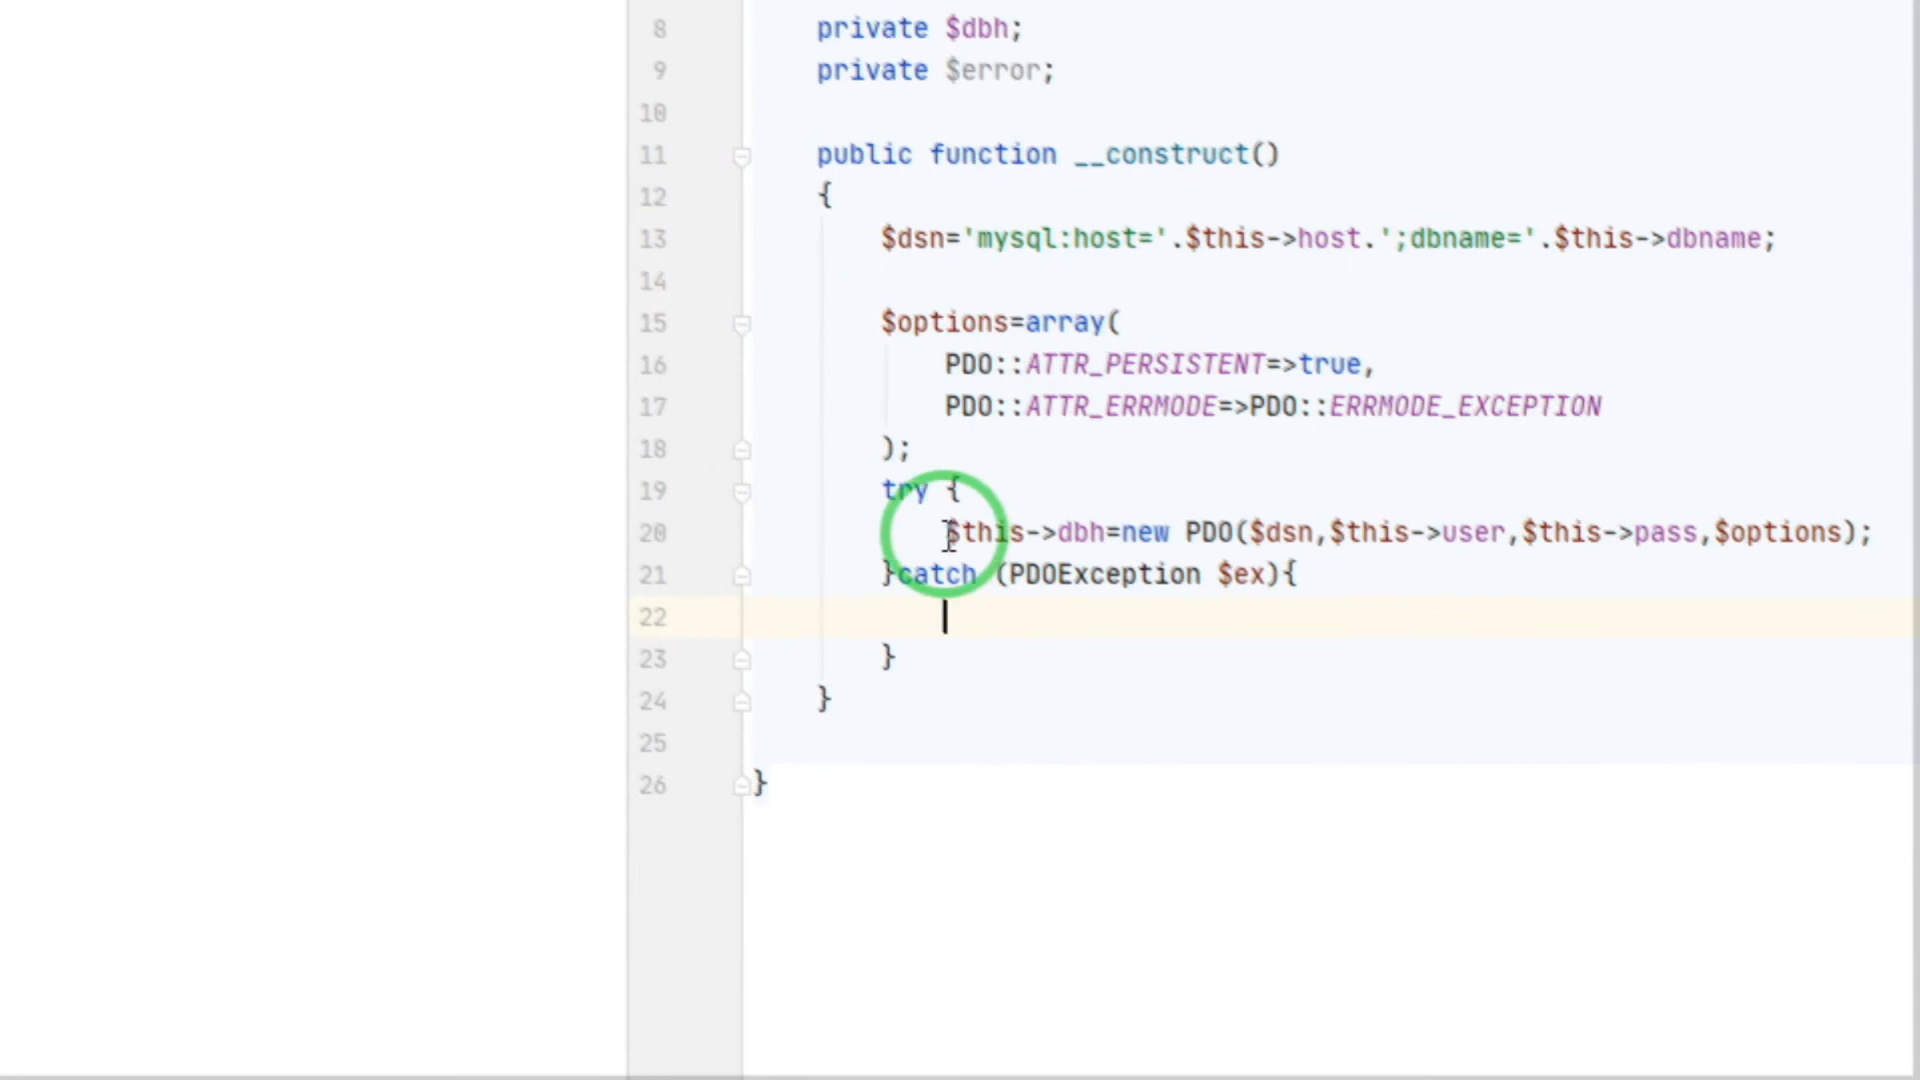 8 private $dbh;
9 private $error;
10
11 public function __construct()
12 {
13 $dsn='mysql:host='.$this->host.';dbname='.$this->dbname;
14
15 $options=array(
16 PDO::ATTR_PERSISTENT=>true,
17 PDO::ATTR_ERRMODE=>PDO::ERRMODE_EXCEPTION
18 );
19 try {
20 $this->dbh=new PDO($dsn,$this->user,$this->pass,$options);
21 }catch (PDOException $ex){
22
23 }
24 }
25
26 }